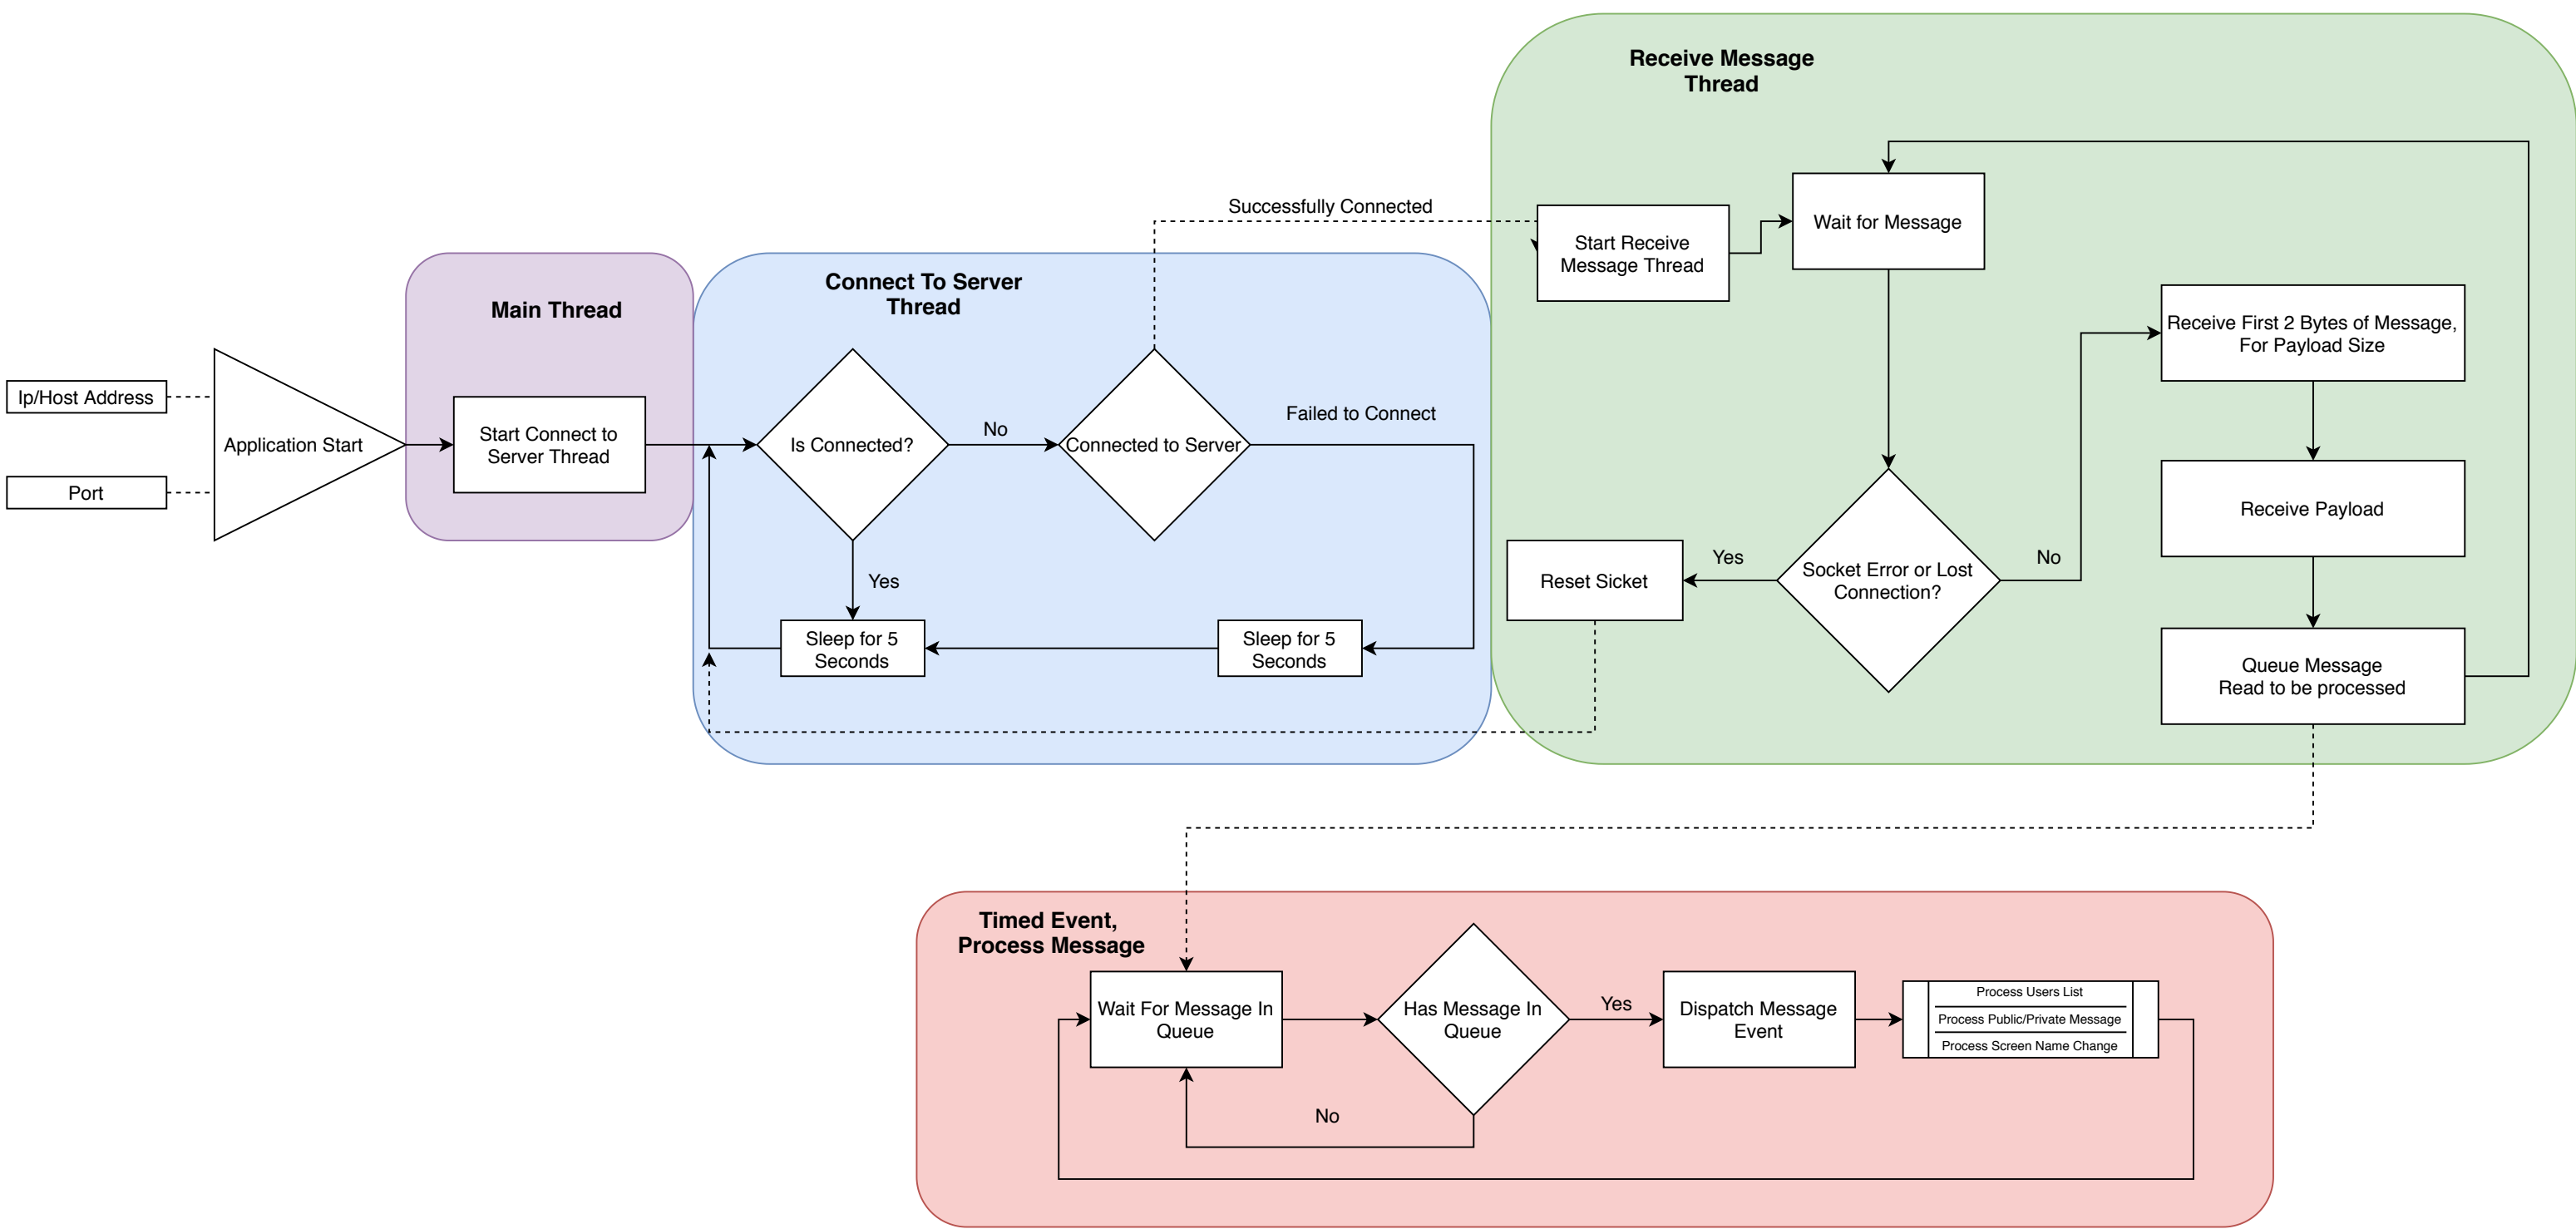 Receive Message
Thread
Successfully Connected
Start Receive
Message Thread
Wait for Message
Main Thread
Connect To Server
Thread
Ip/Host Address
Port
Application Start
Start Connect to
Server Thread
Is Connected?
No
Connected to Server
Failed to Connect
Yes
Sleep for 5
Seconds
Sleep for 5
Seconds
Receive First 2 Bytes of Message,
For Payload Size
Receive Payload
Reset Sicket
Yes
Socket Error or Lost
Connection?
No
Queue Message
Read to be processed
Timed Event,
Process Message
Wait For Message In
Queue
Has Message In
Queue
Yes
Dispatch Message
Event
Process Users List
Process Public/Private Message
Process Screen Name Change
No